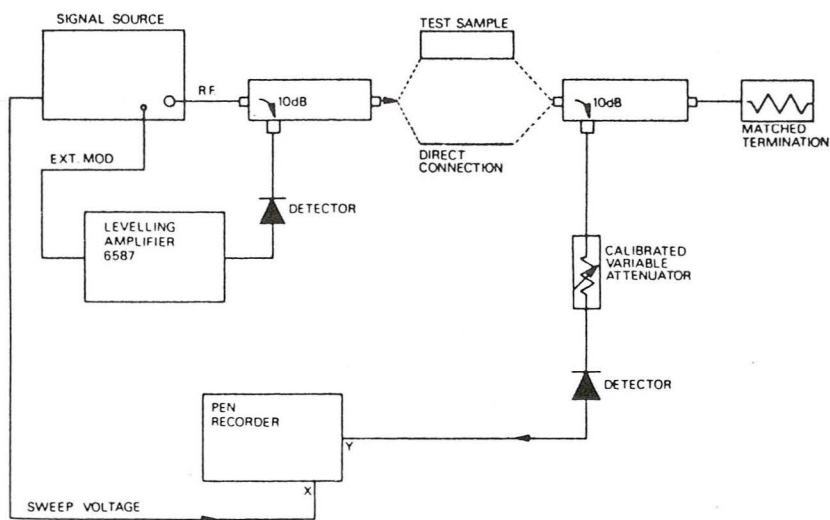 SIGNAL SOURCE
TEST SAMPLE
R.F.
10dB
10dB
MATCHED
TERMINATION
EXT. MOD
DIRECT
CONNECTION
DETECTOR
LEVELLING
AMPLIFIER
6587
CALIBRATED
VARIABLE
ATTENUATOR
DETECTOR
PEN
RECORDER
Y
X
SWEEP VOLTAGE